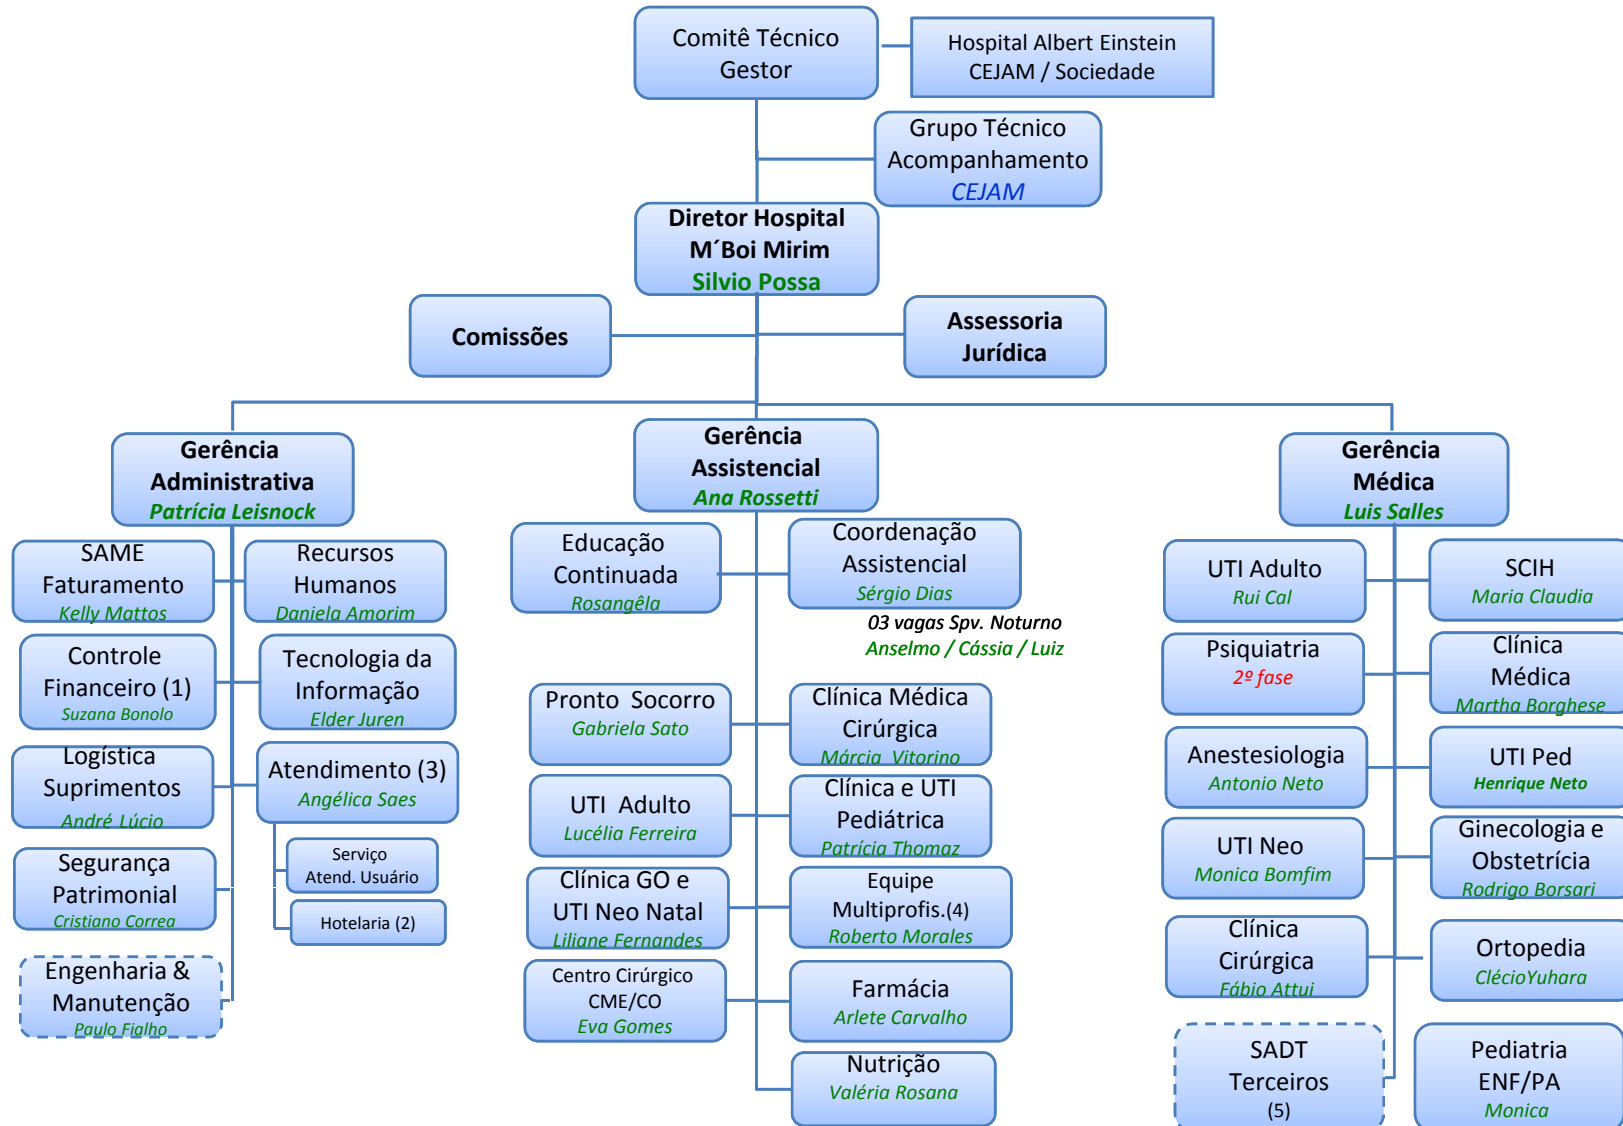 Comitê Técnico
Gestor
Hospital Albert Einstein
CEJAM / Sociedade
Grupo Técnico
Acompanhamento
CEJAM
Diretor Hospital
M´Boi Mirim
Silvio Possa
Comissões
Assessoria
Jurídica
Gerência
Administrativa
Patrícia Leisnock
SAME
Faturamento
Kelly Mattos
Recursos
Humanos
Daniela Amorim
Controle
Financeiro (1)
Suzana Bonolo
Tecnologia da
Informação
Elder Juren
Logística
Suprimentos
André Lúcio
Atendimento (3)
Angélica Saes
Serviço
Atend. Usuário
Hotelaria (2)
Segurança
Patrimonial
Cristiano Correa
Engenharia &
Manutenção
Paulo Fialho
Gerência
Assistencial
Ana Rossetti
Educação
Continuada
Rosangêla
Coordenação
Assistencial
Sérgio Dias
03 vagas Spv. Noturno
Anselmo / Cássia / Luiz
Pronto Socorro
Gabriela Sato
Clínica Médica
Cirúrgica
Márcia Vitorino
UTI Adulto
Lucélia Ferreira
Clínica e UTI
Pediátrica
Patrícia Thomaz
Clínica GO e
UTI Neo Natal
Liliane Fernandes
Equipe
Multiprofis.(4)
Roberto Morales
Centro Cirúrgico
CME/CO
Eva Gomes
Farmácia
Arlete Carvalho
Nutrição
Valéria Rosana
Gerência
Médica
Luis Salles
UTI Adulto
Rui Cal
SCIH
Maria Claudia
Psiquiatria
2º fase
Clínica
Médica
Martha Borghese
Anestesiologia
Antonio Neto
UTI Ped
Henrique Neto
UTI Neo
Monica Bomfim
Ginecologia e
Obstetrícia
Rodrigo Borsari
Clínica
Cirúrgica
Fábio Attui
Ortopedia
ClécioYuhara
SADT
Terceiros
(5)
Pediatria
ENF/PA
Monica